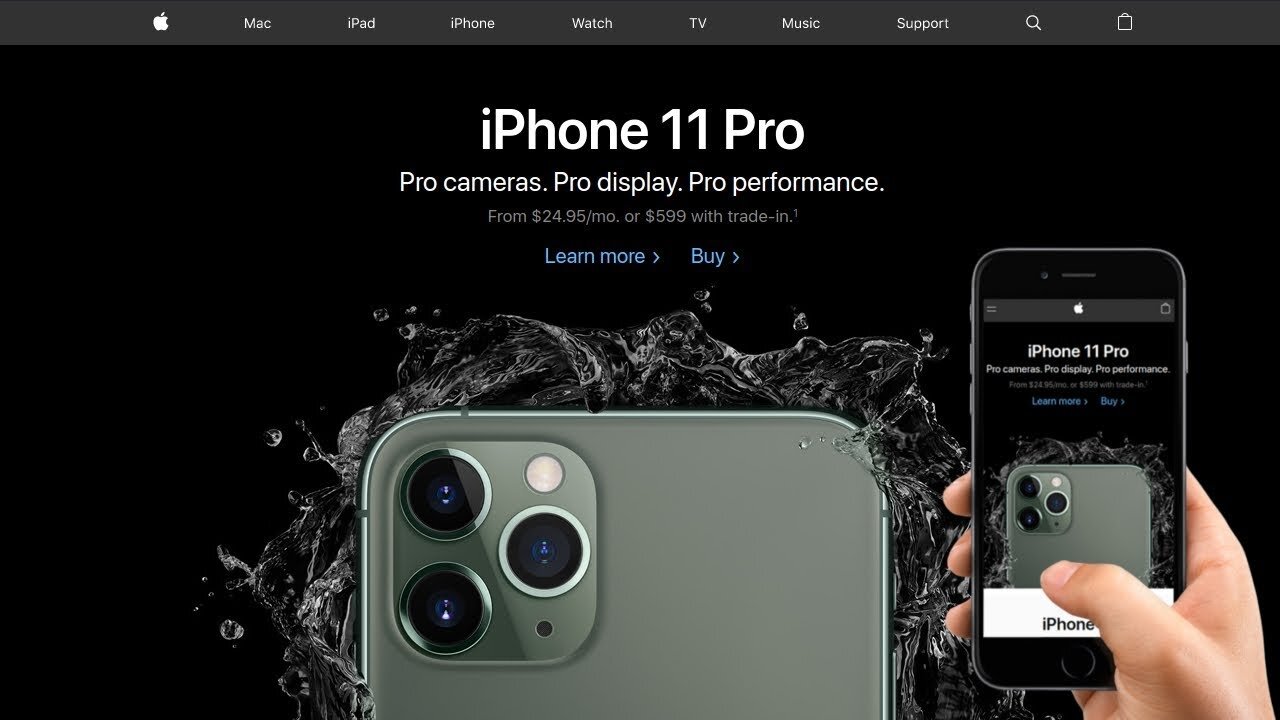 Mac iPad iPhone Watch TV Music Support
iPhone 11 Pro
Pro cameras. Pro display. Pro performance.
From $24.95/mo. or $599 with trade-in.¹
Learn more › Buy ›
iPhone 11 Pro
Pro cameras. Pro display. Pro performance.
From $24.95/mo. or $599 with trade-in.¹
Learn more › Buy ›
iPhone